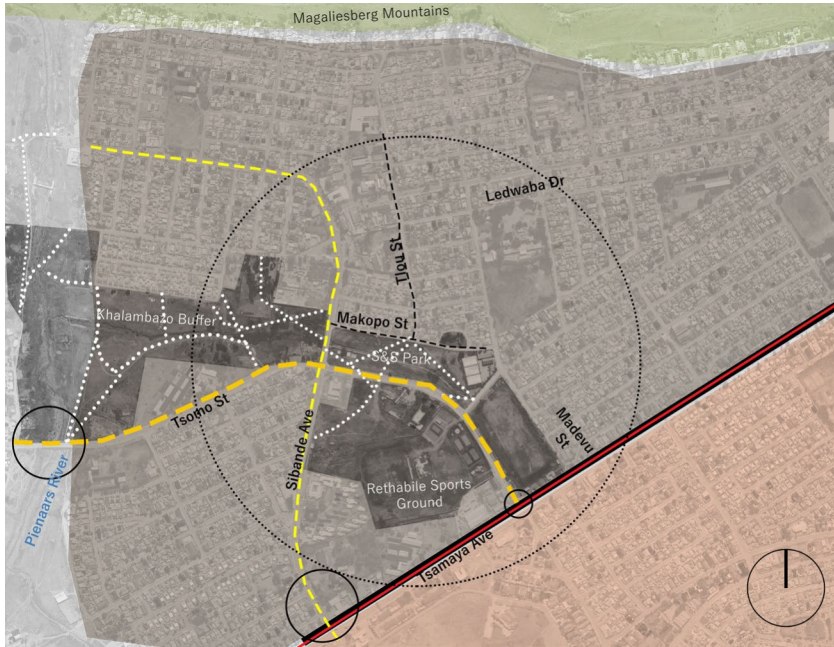 Magaliesberg Mountains
Ledwaba Dr
Tlou St
Khalambazo Buffer
Makopo St
S&S Park
Tsomo St
Sibande Ave
Madevu
St
Rethabile Sports
Ground
Pienaars River
Tsamaya Ave